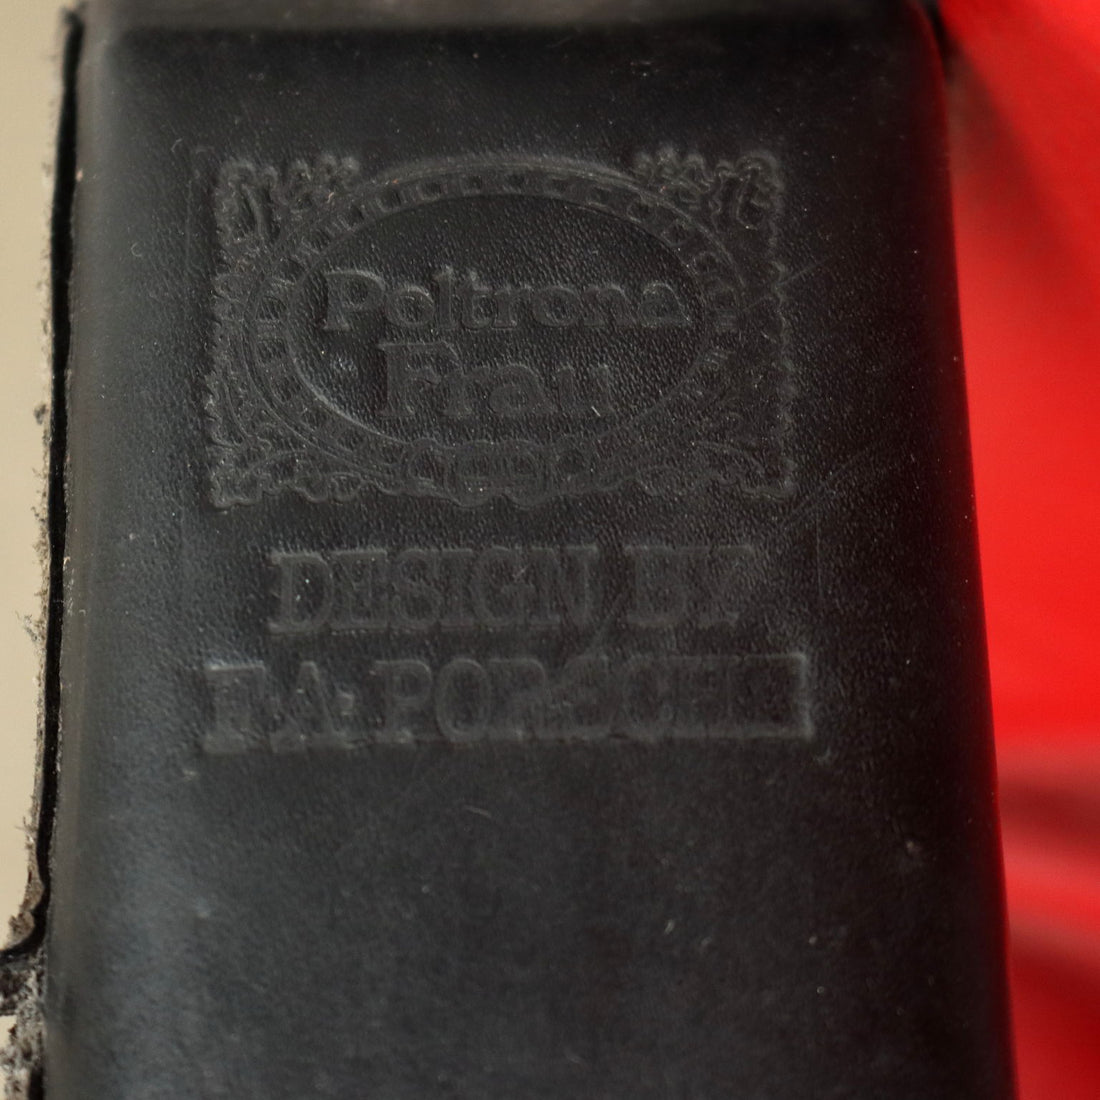 Poltrona
Frau
DESIGN BY
F.A. PORSCHE